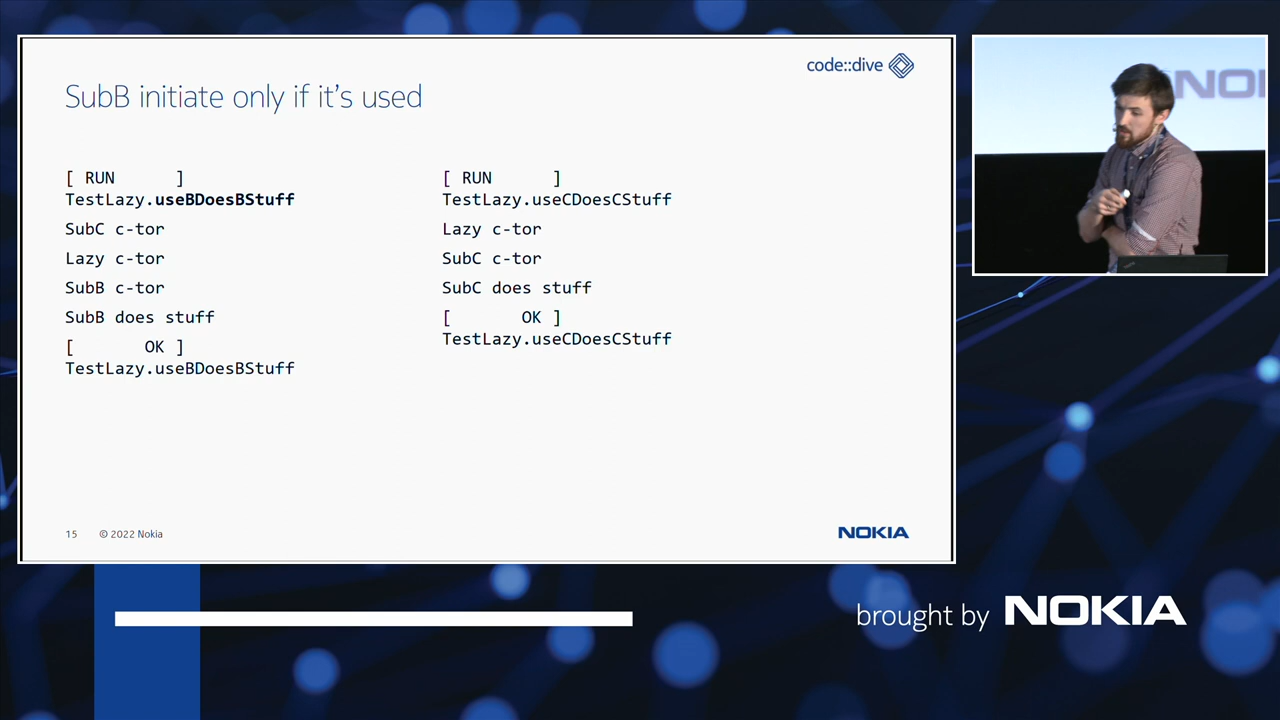 code::dive
SubB initiate only if it's used
[ RUN      ]
TestLazy.useBDoesBStuff
SubC c-tor
Lazy c-tor
SubB c-tor
SubB does stuff
[       OK ]
TestLazy.useBDoesBStuff
[ RUN      ]
TestLazy.useCDoesCStuff
Lazy c-tor
SubC c-tor
SubC does stuff
[       OK ]
TestLazy.useCDoesCStuff
15 © 2022 Nokia
NOKIA
NOKI
brought by NOKIA